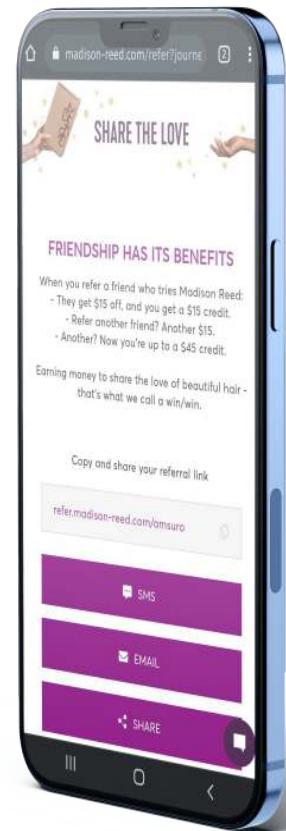 madison-reed.com/refer?journe
2
SHARE THE LOVE
FRIENDSHIP HAS ITS BENEFITS
When you refer a friend who tries Madison Reed:
- They get $15 off, and you get a $15 credit.
- Refer another friend? Another $15.
- Another? Now you're up to a $45 credit.
Earning money to share the love of beautiful hair -
that's what we call a win/win.
Copy and share your referral link
refer.madison-reed.com/amsuro
SMS
EMAIL
SHARE